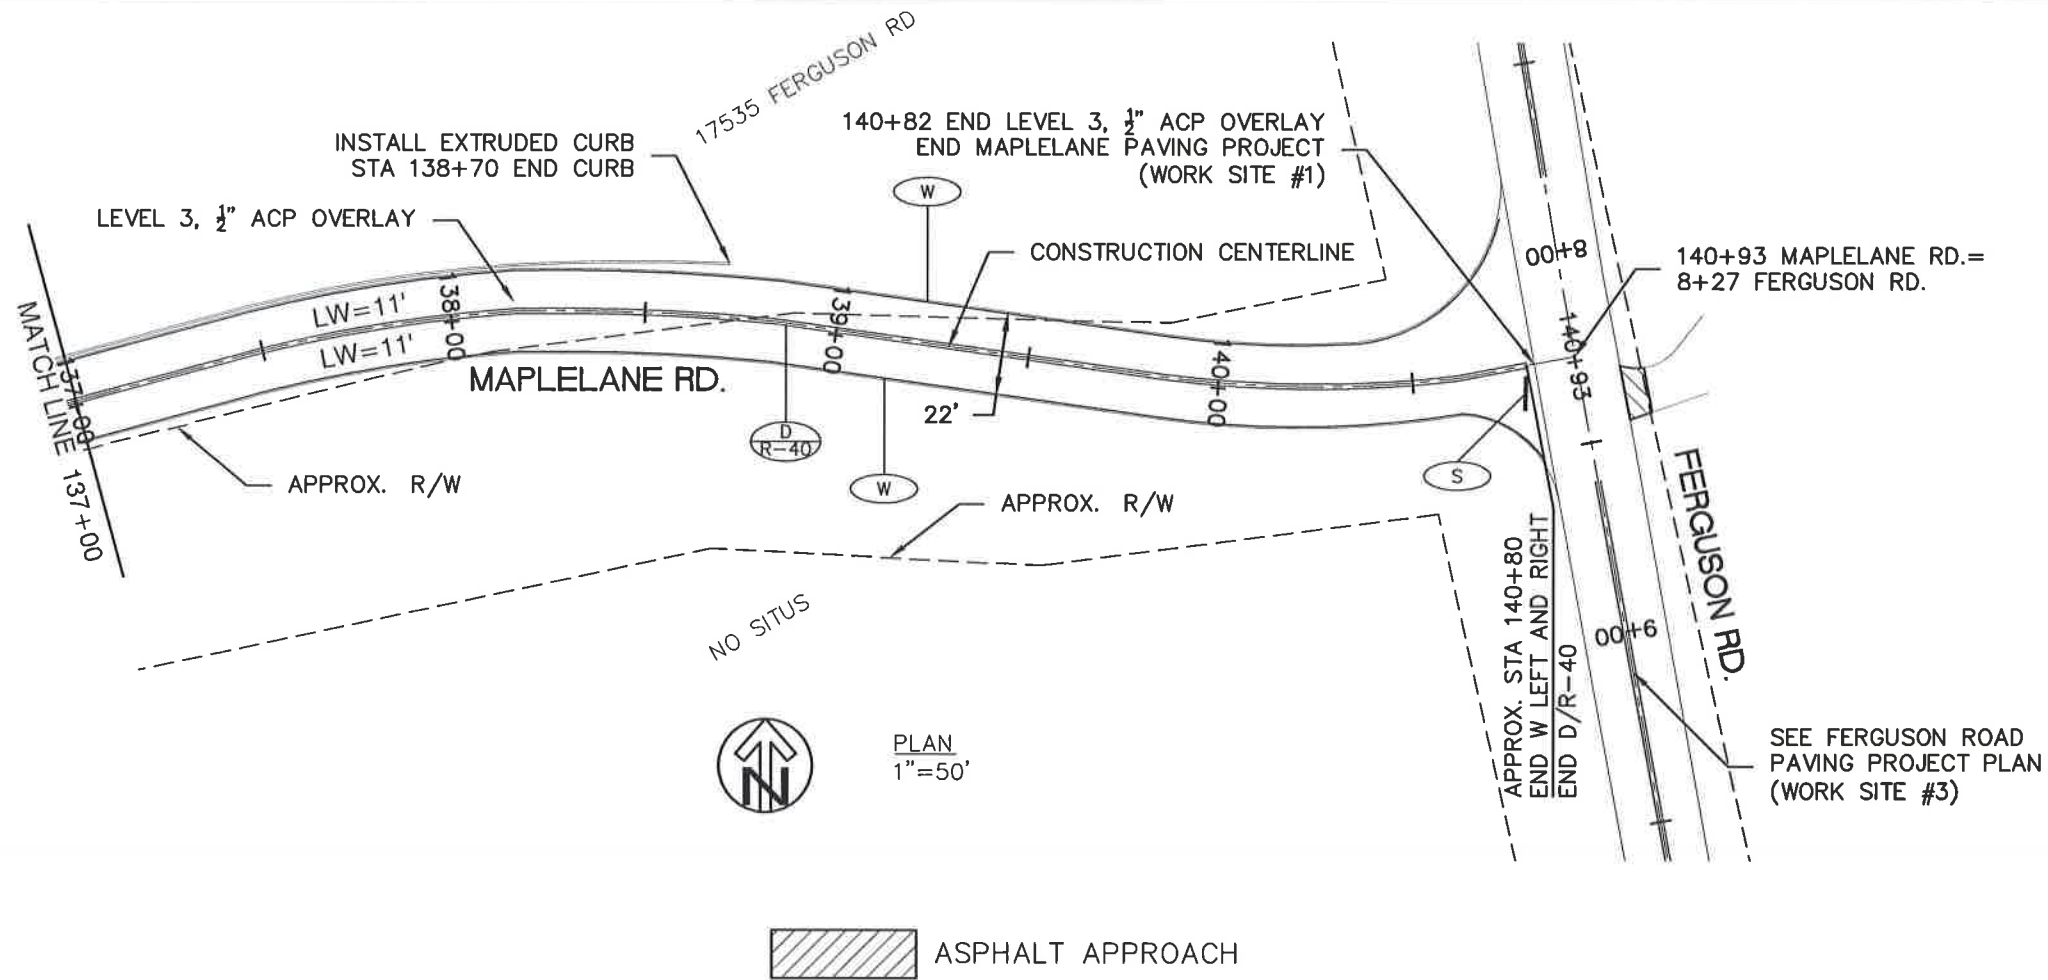 17535 FERGUSON RD
INSTALL EXTRUDED CURB
STA 138+70 END CURB
140+82 END LEVEL 3, 1/2" ACP OVERLAY
END MAPLELANE PAVING PROJECT
(WORK SITE #1)
LEVEL 3, 1/2" ACP OVERLAY
W
CONSTRUCTION CENTERLINE
8+00
140+93 MAPLELANE RD.=
8+27 FERGUSON RD.
MATCH LINE 137+00
137+00
LW=11'
LW=11'
138+00
139+00
140+00
140+93
MAPLELANE RD.
22'
D
R-40
W
S
APPROX. R/W
APPROX. R/W
FERGUSON RD.
NO SITUS
APPROX. STA 140+80
END W LEFT AND RIGHT
END D/R-40
9+00
N
PLAN
1"=50'
SEE FERGUSON ROAD
PAVING PROJECT PLAN
(WORK SITE #3)
ASPHALT APPROACH